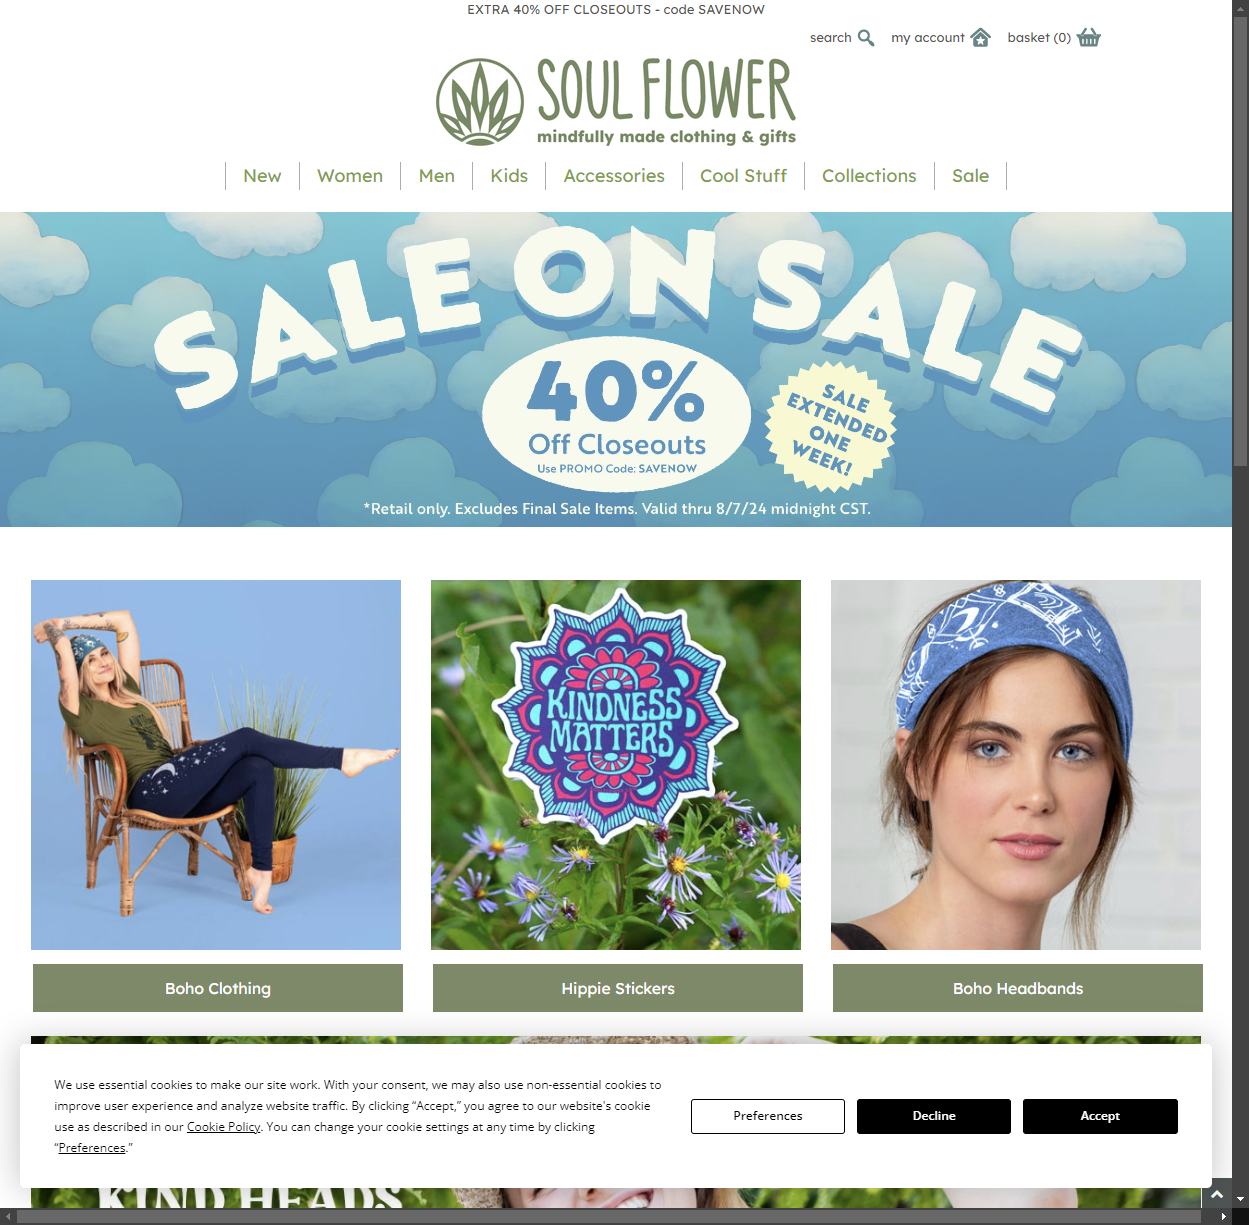 EXTRA 40% OFF CLOSEOUTS - code SAVENOW
search my account basket (0)
SOUL FLOWER
mindfully made clothing & gifts
New Women Men Kids Accessories Cool Stuff Collections Sale
SALE ON SALE
40%
Off Closeouts
Use PROMO Code: SAVENOW
SALE
EXTENDED
ONE
WEEK!
*Retail only. Excludes Final Sale Items. Valid thru 8/7/24 midnight CST.
KINDNESS
MATTERS
Boho Clothing Hippie Stickers Boho Headbands
We use essential cookies to make our site work. With your consent, we may also use non-essential cookies to
improve user experience and analyze website traffic. By clicking “Accept,” you agree to our website's cookie
use as described in our Cookie Policy. You can change your cookie settings at any time by clicking
“Preferences.”
Preferences Decline Accept
KIND HEADS